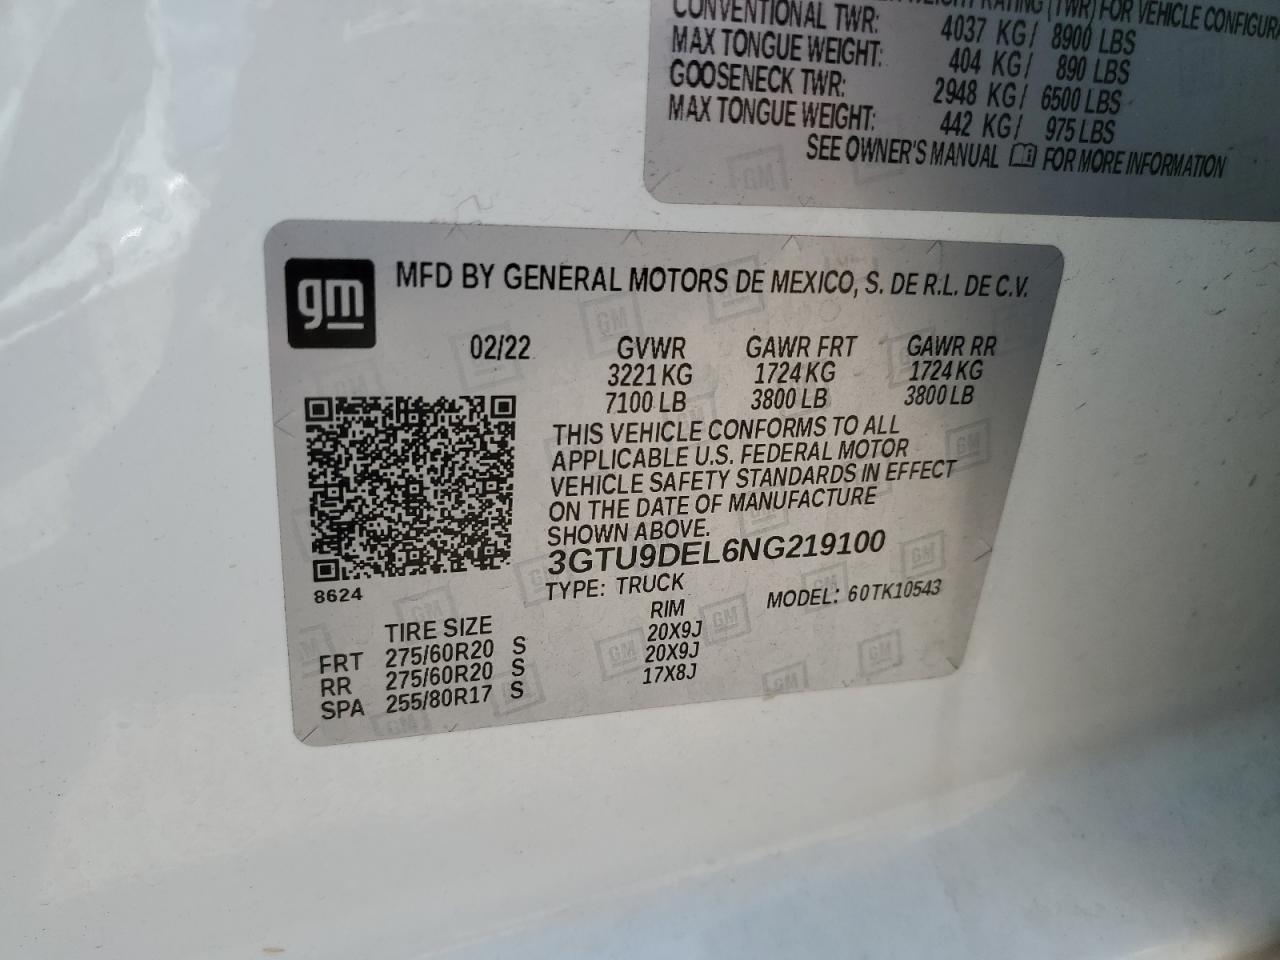 WEIGHT RATING (TWR) FOR VEHICLE
CONVENTIONAL TWR: 4037 KG/ 8900 LBS
MAX TONGUE WEIGHT: 404 KG/ 890 LBS
GOOSENECK TWR: 2948 KG/ 6500 LBS
MAX TONGUE WEIGHT: 442 KG/ 975 LBS
SEE OWNER'S MANUAL FOR MORE INFORMATION
gm
MFD BY GENERAL MOTORS DE MEXICO, S. DE R.L. DE C.V.
02/22 GVWR GAWR FRT GAWR RR
3221 KG 1724 KG 1724 KG
7100 LB 3800 LB 3800 LB
THIS VEHICLE CONFORMS TO ALL
APPLICABLE U.S. FEDERAL MOTOR
VEHICLE SAFETY STANDARDS IN EFFECT
ON THE DATE OF MANUFACTURE
SHOWN ABOVE.
3GTU9DEL6NG219100
8624 TYPE: TRUCK MODEL: 60TK10543
TIRE SIZE RIM
FRT 275/60R20 S 20X9J
RR 275/60R20 S 20X9J
SPA 255/80R17 S 17X8J